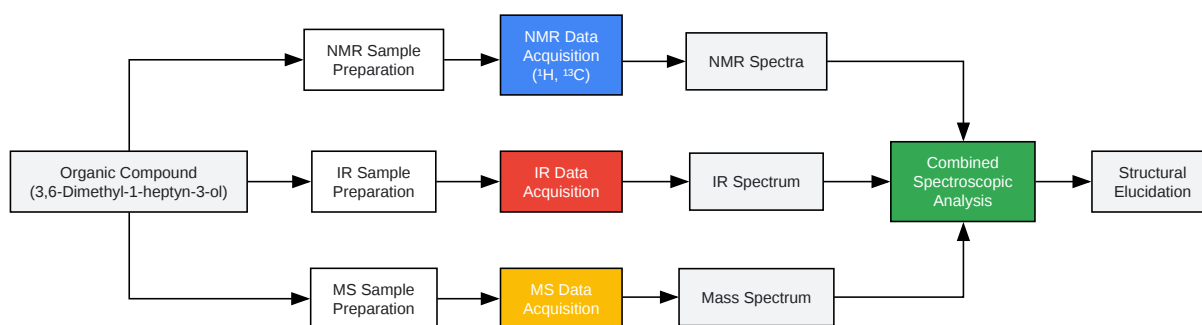 NMR Sample
Preparation
NMR Data
Acquisition
(¹H, ¹³C)
NMR Spectra
Organic Compound
(3,6-Dimethyl-1-heptyn-3-ol)
IR Sample
Preparation
IR Data
Acquisition
IR Spectrum
Combined
Spectroscopic
Analysis
Structural
Elucidation
MS Sample
Preparation
MS Data
Acquisition
Mass Spectrum